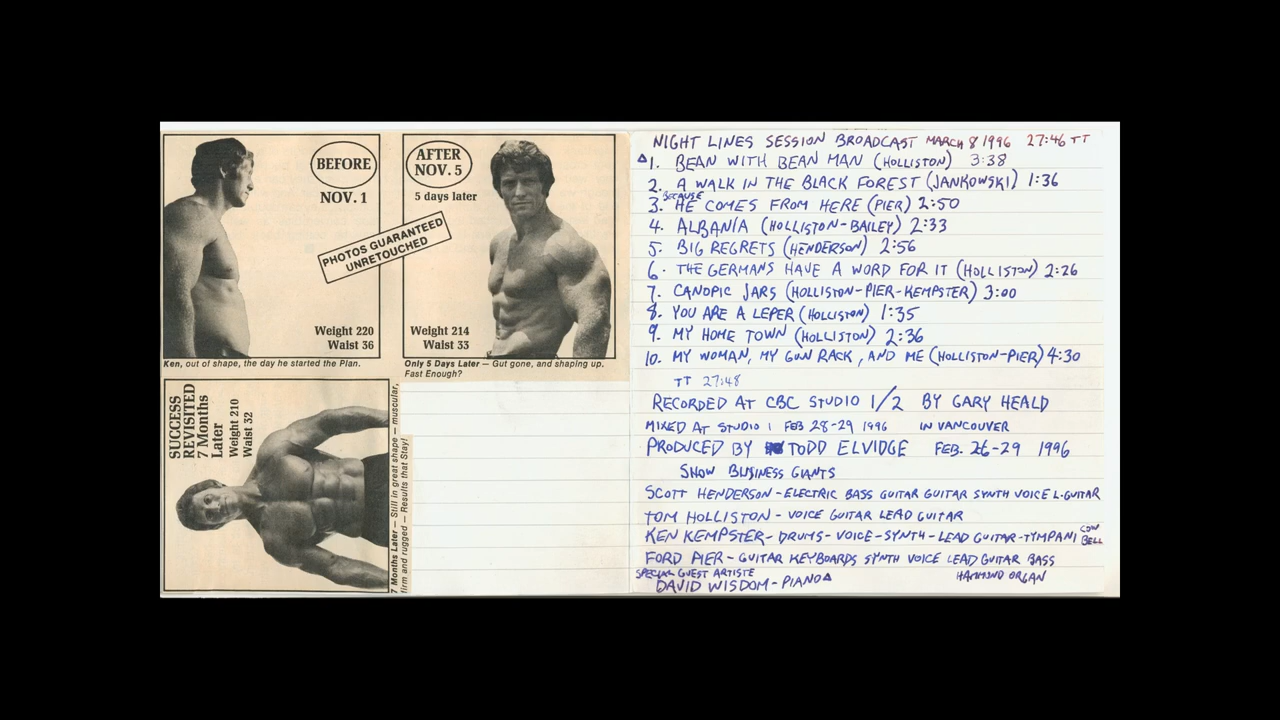 BEFORE
NOV. 1
AFTER
NOV. 5
5 days later
PHOTOS GUARANTEED
UNRETOUCHED
Weight 220
Waist 36
Weight 214
Waist 33
Ken, out of shape, the day he started the Plan.
Only 5 Days Later — Gut gone, and shaping up.
Fast Enough?
SUCCESS
REVISITED
7 Months
Later
Weight 210
Waist 32
7 Months Later — Still in great shape — muscular,
firm and rugged — Results that Stay!
NIGHT LINES SESSION BROADCAST MARCH 8 1996 27:46 TT
Δ1. BEAN WITH BEAN MAN (HOLLISTON) 3:38
2. A WALK IN THE BLACK FOREST (JANKOWSKI) 1:36
BECAUSE
3. HE COMES FROM HERE (PIER) 2:50
4. ALBANIA (HOLLISTON-BAILEY) 2:33
5. BIG REGRETS (HENDERSON) 2:56
6. THE GERMANS HAVE A WORD FOR IT (HOLLISTON) 2:26
7. CANOPIC JARS (HOLLISTON-PIER-KEMPSTER) 3:00
8. YOU ARE A LEPER (HOLLISTON) 1:35
9. MY HOME TOWN (HOLLISTON) 2:36
10. MY WOMAN, MY GUN RACK, AND ME (HOLLISTON-PIER) 4:30
TT 27:48
RECORDED AT CBC STUDIO 1/2 BY GARY HEALD
MIXED AT STUDIO 1 FEB 28-29 1996 IN VANCOUVER
PRODUCED BY TODD ELVIDGE FEB. 26-29 1996
SHOW BUSINESS GIANTS
SCOTT HENDERSON - ELECTRIC BASS GUITAR GUITAR SYNTH VOICE L.GUITAR
TOM HOLLISTON - VOICE GUITAR LEAD GUITAR
KEN KEMPSTER - DRUMS - VOICE - SYNTH - LEAD GUITAR - TYMPANI COW BELL
FORD PIER - GUITAR KEYBOARDS SYNTH VOICE LEAD GUITAR BASS
HAMMOND ORGAN
SPECIAL GUEST ARTISTE
DAVID WISDOM - PIANO Δ